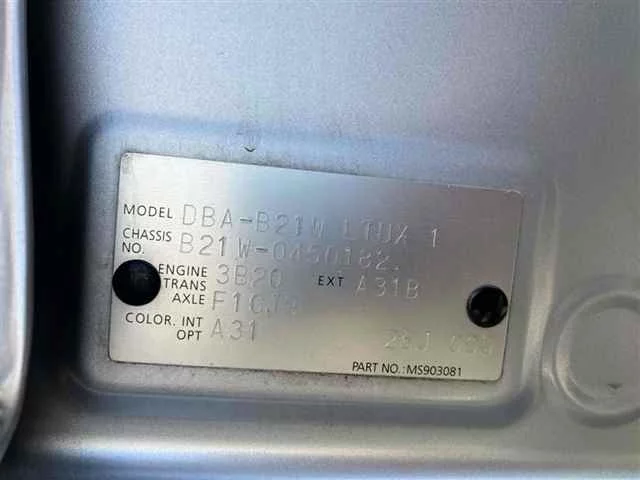 MODEL DBA-B21W LTUX 1
CHASSIS NO. B21W-0450182.
ENGINE 3B20 EXT A31B
TRANS AXLE
COLOR. INT OPT A31
PART NO.: MS903081